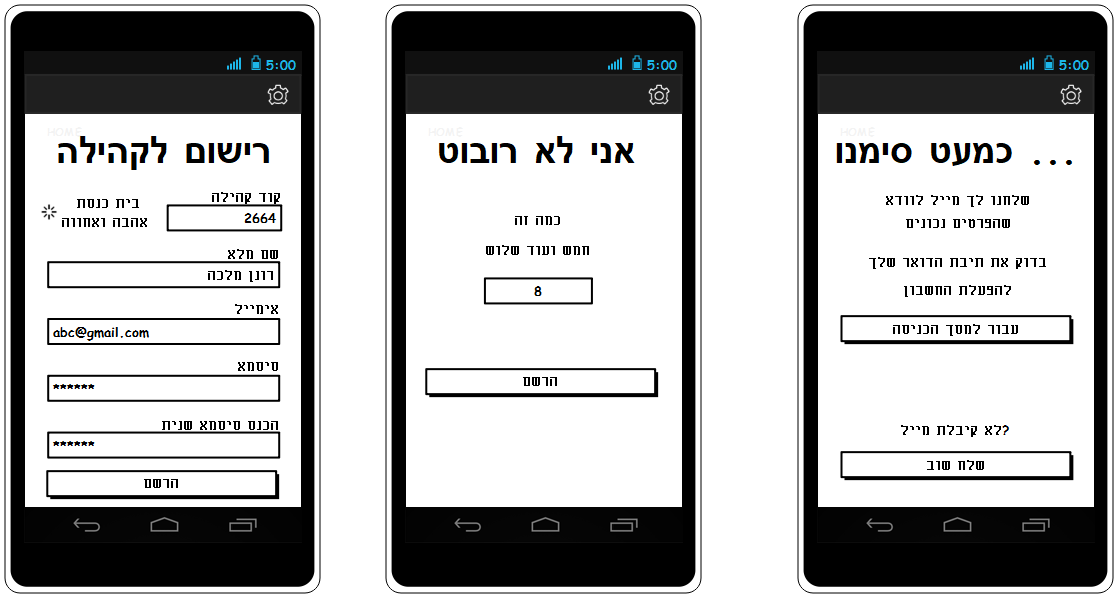 5:00
HOME
רישום לקהילה
קוד קהילה
2664
בית כנסת
אהבה ואחווה
שם מלא
רונן מלכה
אימייל
abc@gmail.com
סיסמא
******
הכנס סיסמא שנית
******
הרשם
5:00
HOME
אני לא רובוט
כמה זה
חמש ועוד שלוש
8
הרשם
5:00
HOME
כמעט סימנו ...
שלחנו לך מייל לוודא
שהפרטים נכונים
בדוק את תיבת הדואר שלך
להפעלת החשבון
עבור למסך הכניסה
לא קיבלת מייל?
שלח שוב